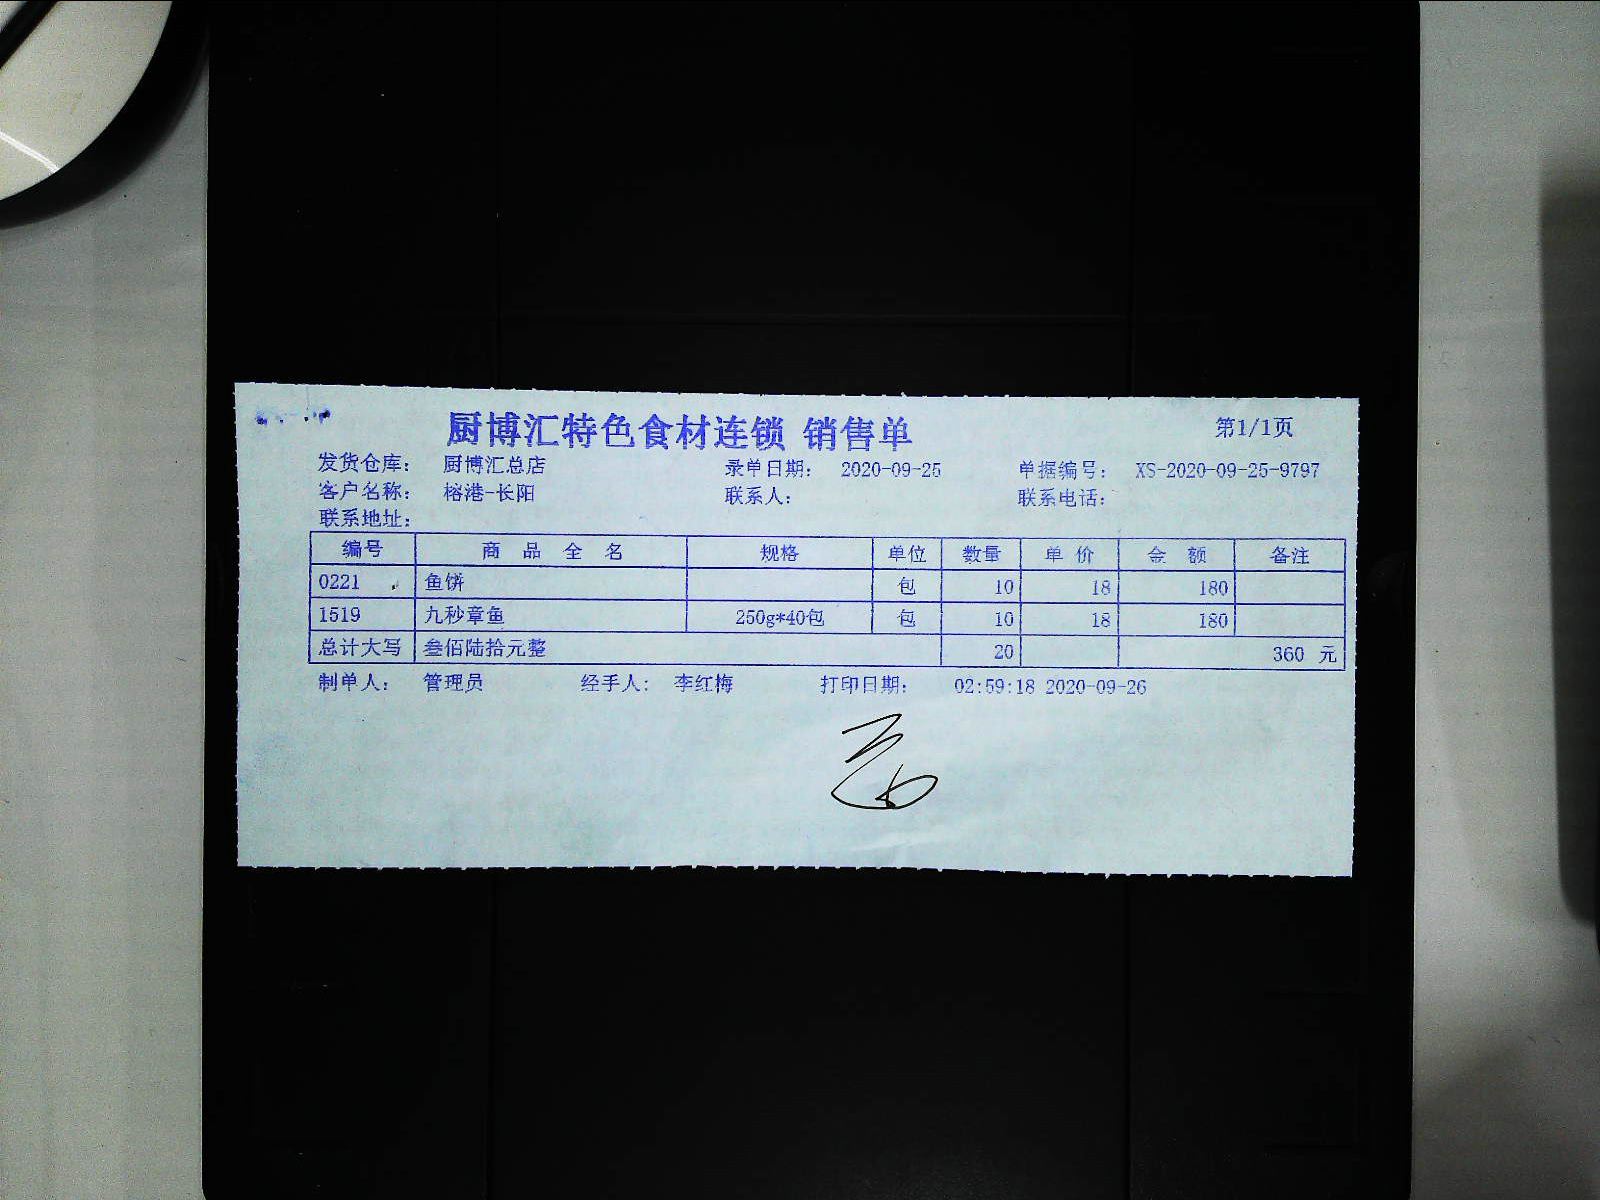 厨博汇特色食材连锁 销售单 第1/1页
发货仓库: 厨博汇总店 录单日期: 2020-09-25 单据编号: XS-2020-09-25-9797
客户名称: 榕港-长阳 联系人: 联系电话:
联系地址:
编号 商品全名 规格 单位 数量 单价 金额 备注
0221 鱼饼 包 10 18 180
1519 九秒章鱼 250g*40包 包 10 18 180
总计大写 叁佰陆拾元整 20 360 元
制单人: 管理员 经手人: 李红梅 打印日期: 02:59:18 2020-09-26